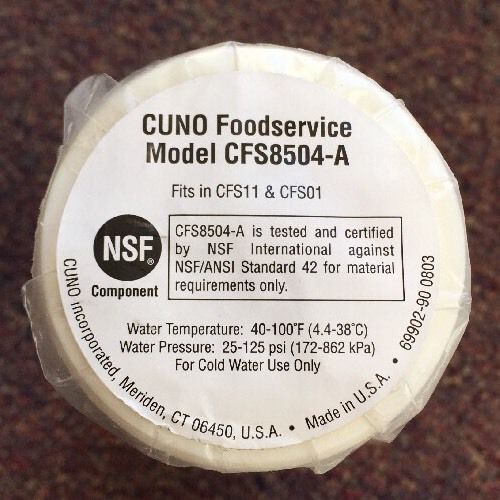 CUNO Foodservice
Model CFS8504-A
Fits in CFS11 & CFS01
NSF®
Component
CFS8504-A is tested and certified
by NSF International against
NSF/ANSI Standard 42 for material
requirements only.
Water Temperature: 40-100°F (4.4-38°C)
Water Pressure: 25-125 psi (172-862 kPa)
For Cold Water Use Only
CUNO incorporated, Meriden, CT 06450, U.S.A. • Made in U.S.A. • 69902-90 0803